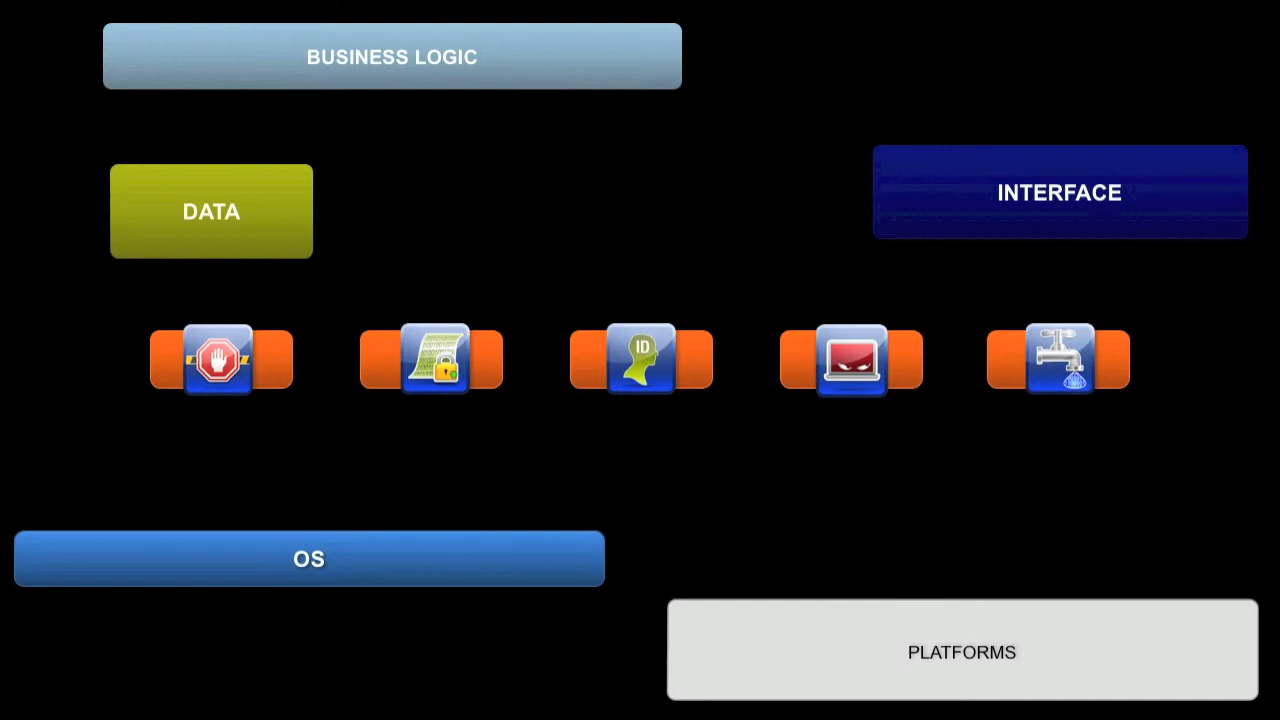 BUSINESS LOGIC
DATA
INTERFACE
ID
OS
PLATFORMS